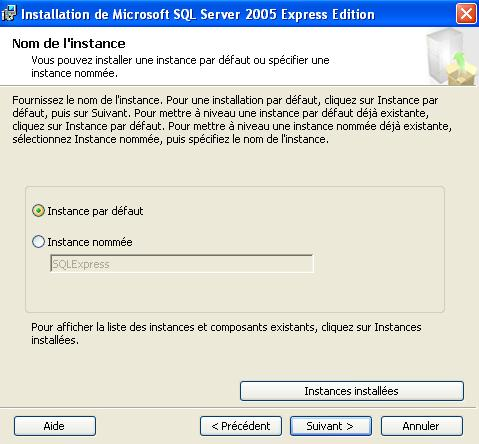 Installation de Microsoft SQL Server 2005 Express Edition
Nom de l'instance
Vous pouvez installer une instance par défaut ou spécifier une
instance nommée.
Fournissez le nom de l'instance. Pour une installation par défaut, cliquez sur Instance par
défaut, puis sur Suivant. Pour mettre à niveau une instance par défaut déjà existante,
cliquez sur Instance par défaut. Pour mettre à niveau une instance nommée déjà existante,
sélectionnez Instance nommée, puis spécifiez le nom de l'instance.
Instance par défaut
Instance nommée
SQLExpress
Pour afficher la liste des instances et composants existants, cliquez sur Instances
installées.
Instances installées
Aide
< Précédent
Suivant >
Annuler